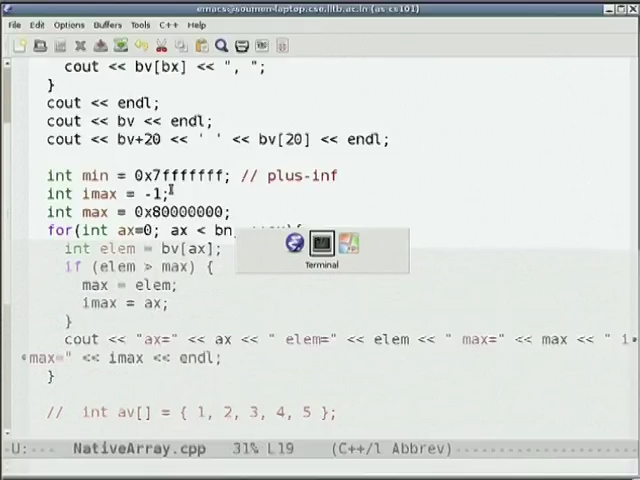 emacs@soumen-laptop.cse.iitb.ac.in (as cs101)
File Edit Options Buffers Tools C++ Help
cout << bv[bx] << ", ";
}
cout << endl;
cout << bv << endl;
cout << bv+20 << ' ' << bv[20] << endl;
int min = 0x7fffffff; // plus-inf
int imax = -1;
int max = 0x80000000;
for(int ax=0; ax < bn
int elem = bv[ax];
if (elem > max) {
max = elem;
imax = ax;
}
cout << "ax=" << ax << " elem=" << elem << " max=" << max << " i
max=" << imax << endl;
}
// int av[] = { 1, 2, 3, 4, 5 };
Terminal
-U:--- NativeArray.cpp 31% L19 (C++/l Abbrev)